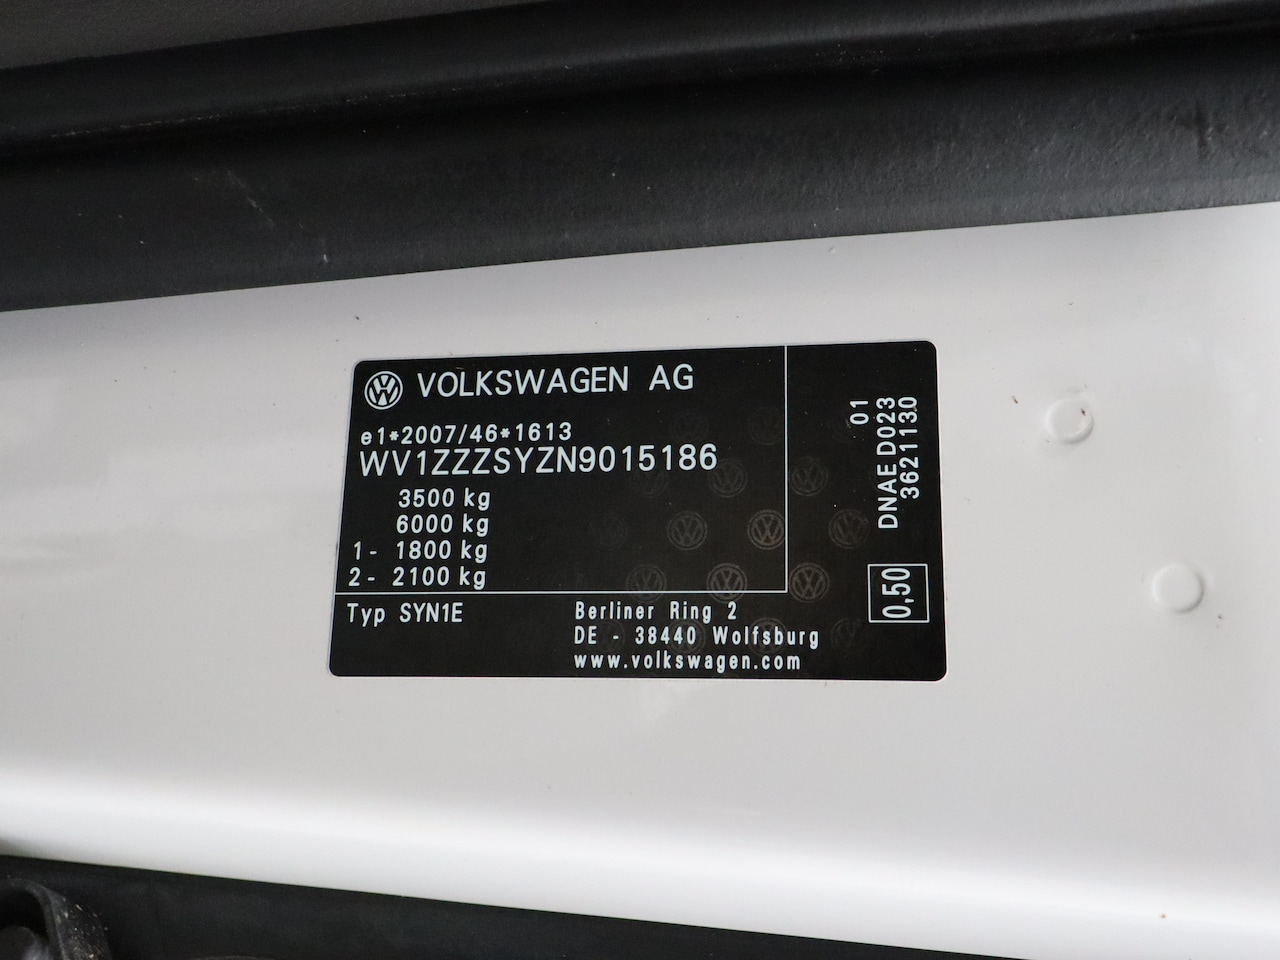 VOLKSWAGEN AG
e1*2007/46*1613
WV1ZZZSYZN9015186
3500 kg
6000 kg
1- 1800 kg
2- 2100 kg
Typ SYN1E
Berliner Ring 2
DE - 38440 Wolfsburg
www.volkswagen.com
01
DNAE D023
3621130
0,50